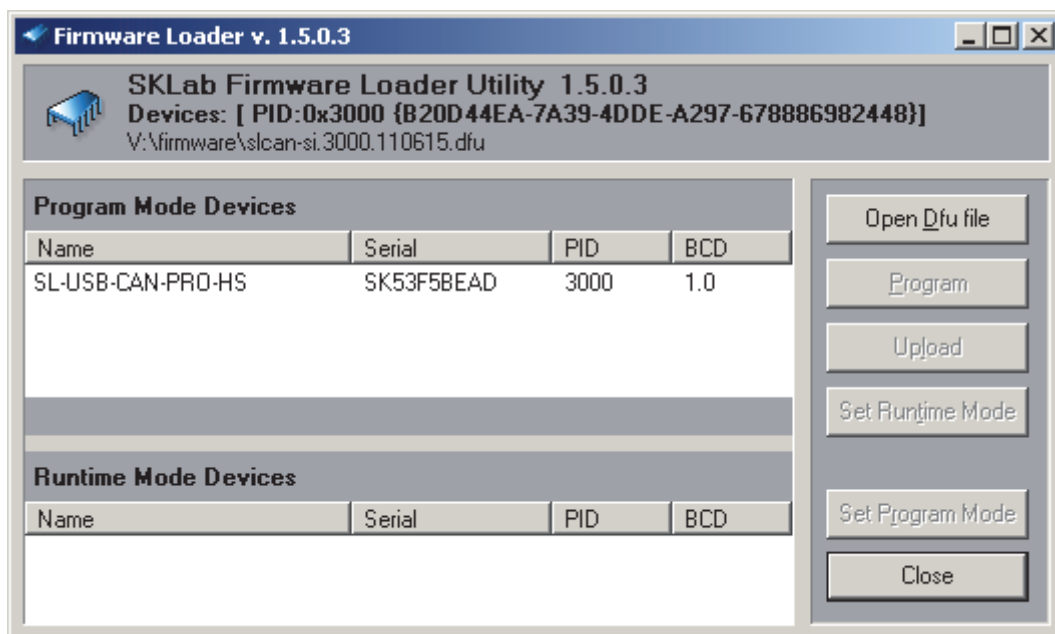 Firmware Loader v. 1.5.0.3
SKLab Firmware Loader Utility 1.5.0.3
Devices: [ PID:0x3000 {B20D44EA-7A39-4DDE-A297-678886982448}]
V:\firmware\slcan-si.3000.110615.dfu
Program Mode Devices
Name Serial PID BCD
SL-USB-CAN-PRO-HS SK53F5BEAD 3000 1.0
Runtime Mode Devices
Name Serial PID BCD
Open Dfu file
Program
Upload
Set Runtime Mode
Set Program Mode
Close